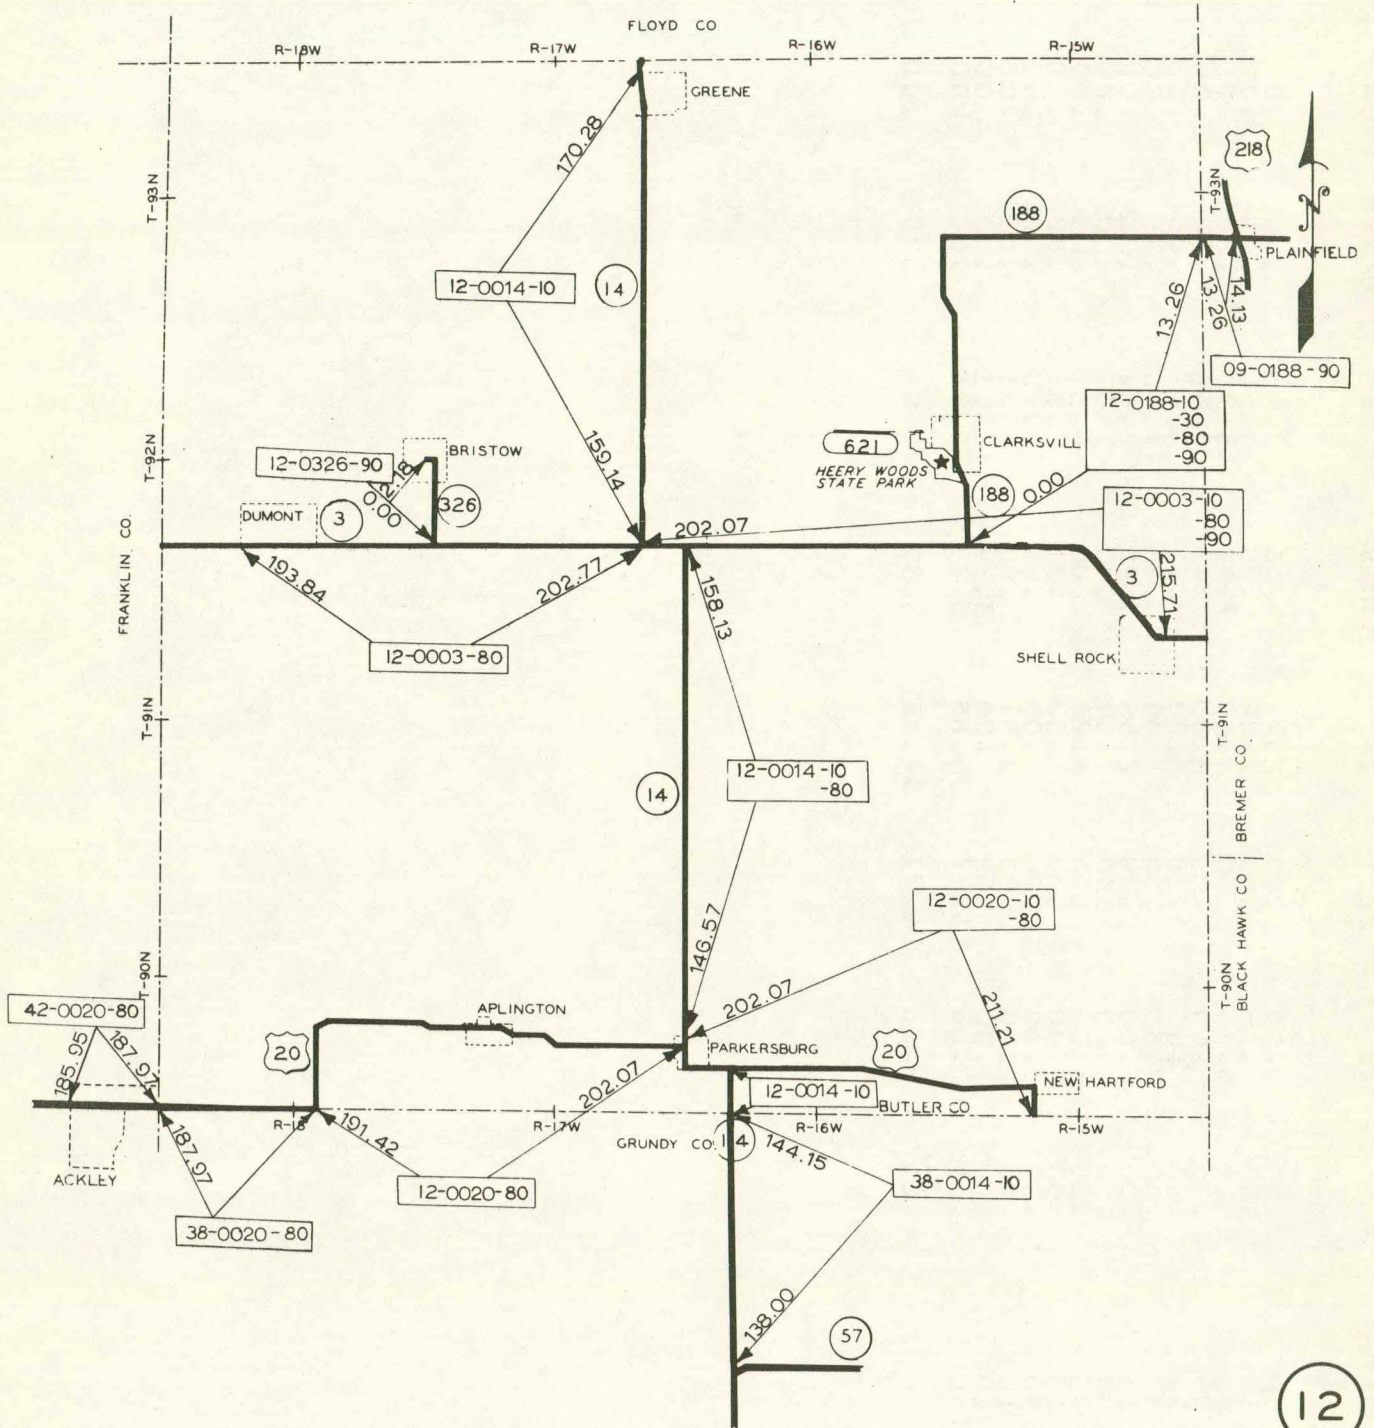 FLOYD CO
R-18W
R-17W
R-16W
R-15W
GREENE
170.28
218
T-93N
T-93N
188
PLAINFIELD
12-0014-10
14
13.26
13.26
14.13
09-0188-90
12-0188-10
-30
-80
-90
159.14
T-92N
BRISTOW
12-0326-90
2.18
0.00
326
621
CLARKSVILL
HEERY WOODS
STATE PARK
188
0.00
12-0003-10
-80
-90
DUMONT
3
202.07
FRANKLIN CO.
193.84
202.77
158.13
3
215.71
12-0003-80
SHELL ROCK
T-91N
T-91N
14
12-0014-10
-80
BREMER CO
BLACK HAWK CO
12-0020-10
-80
146.57
T-90N
T-90N
42-0020-80
202.07
211.21
APLINGTON
185.95
187.97
20
PARKERSBURG
20
202.07
NEW HARTFORD
12-0014-10
BUTLER CO
R-18
R-17W
R-16W
R-15W
187.97
191.42
GRUNDY CO.
14
144.15
ACKLEY
12-0020-80
38-0014-10
38-0020-80
138.00
57
12